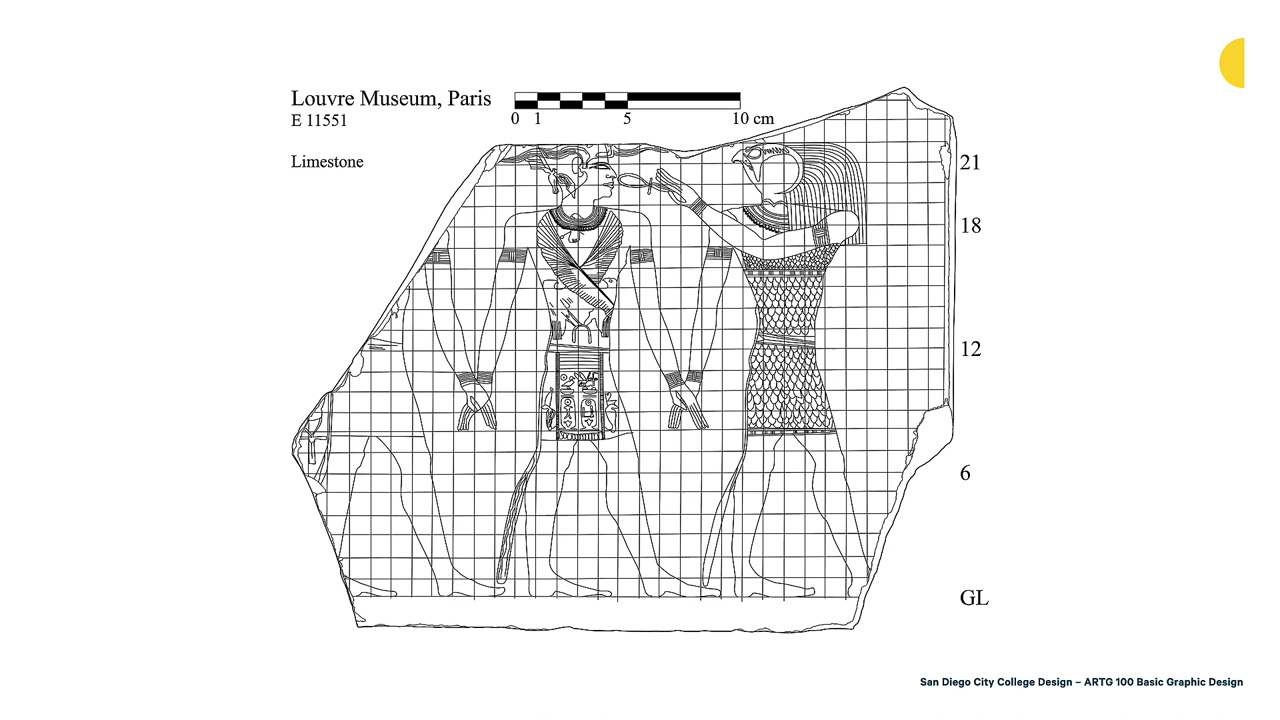 Louvre Museum, Paris
E 11551
Limestone
0 1 5 10 cm
21
18
12
6
GL
San Diego City College Design – ARTG 100 Basic Graphic Design